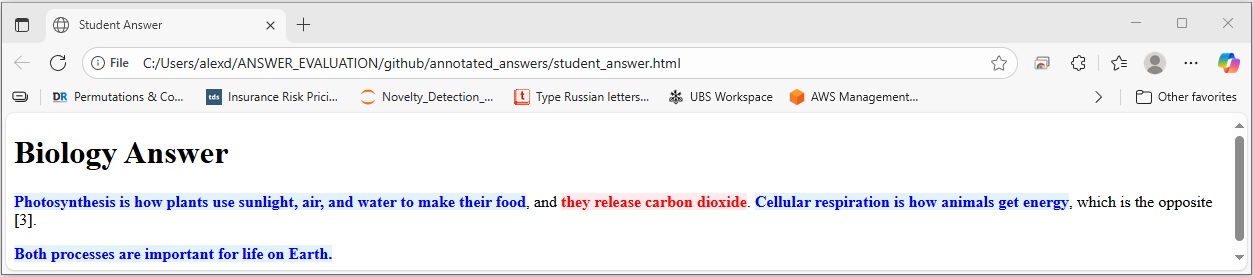 Student Answer
File C:/Users/alexd/ANSWER_EVALUATION/github/annotated_answers/student_answer.html
DR Permutations & Co... tds Insurance Risk Prici... Novelty_Detection_... t Type Russian letters... UBS Workspace AWS Management... Other favorites
Biology Answer
Photosynthesis is how plants use sunlight, air, and water to make their food, and they release carbon dioxide. Cellular respiration is how animals get energy, which is the opposite
[3].
Both processes are important for life on Earth.